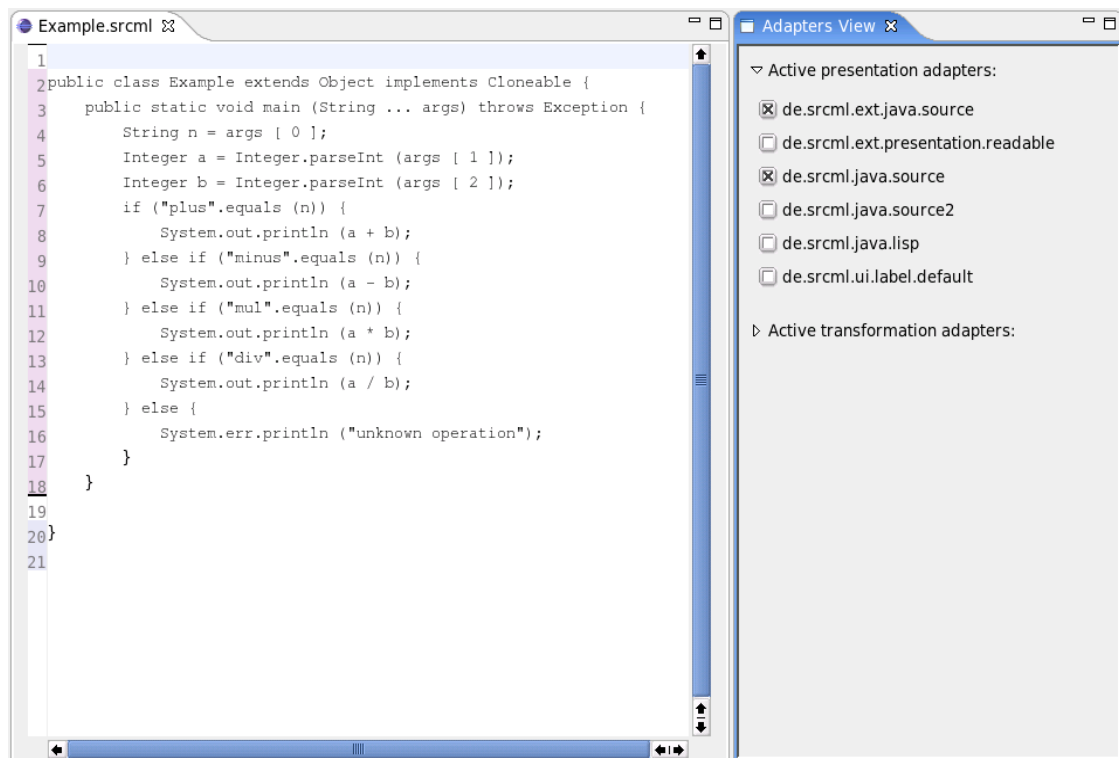 Example.srcml
1
2 public class Example extends Object implements Cloneable {
3     public static void main (String ... args) throws Exception {
4         String n = args [ 0 ];
5         Integer a = Integer.parseInt (args [ 1 ]);
6         Integer b = Integer.parseInt (args [ 2 ]);
7         if ("plus".equals (n)) {
8             System.out.println (a + b);
9         } else if ("minus".equals (n)) {
10             System.out.println (a - b);
11         } else if ("mul".equals (n)) {
12             System.out.println (a * b);
13         } else if ("div".equals (n)) {
14             System.out.println (a / b);
15         } else {
16             System.err.println ("unknown operation");
17         }
18     }
19
20 }
21
Adapters View
Active presentation adapters:
de.srcml.ext.java.source
de.srcml.ext.presentation.readable
de.srcml.java.source
de.srcml.java.source2
de.srcml.java.lisp
de.srcml.ui.label.default
Active transformation adapters: